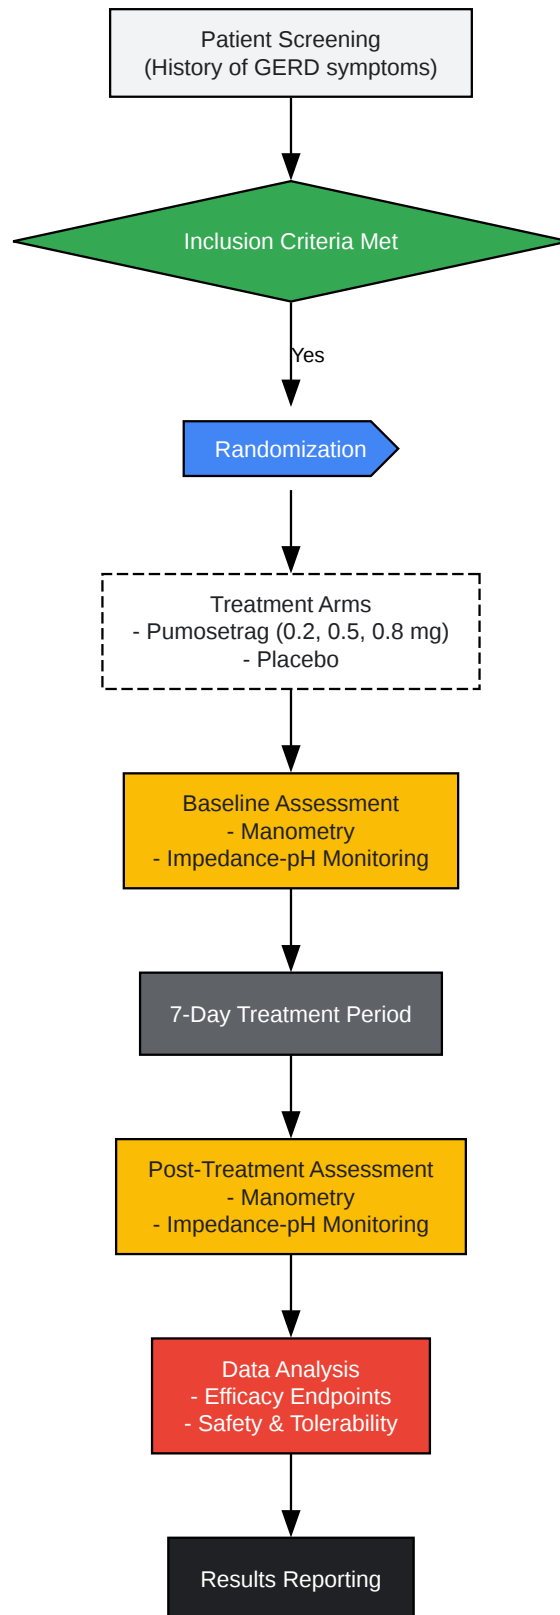 Patient Screening
(History of GERD symptoms)
Inclusion Criteria Met
Yes
Randomization
Treatment Arms
- Pumosetrag (0.2, 0.5, 0.8 mg)
- Placebo
Baseline Assessment
- Manometry
- Impedance-pH Monitoring
7-Day Treatment Period
Post-Treatment Assessment
- Manometry
- Impedance-pH Monitoring
Data Analysis
- Efficacy Endpoints
- Safety & Tolerability
Results Reporting